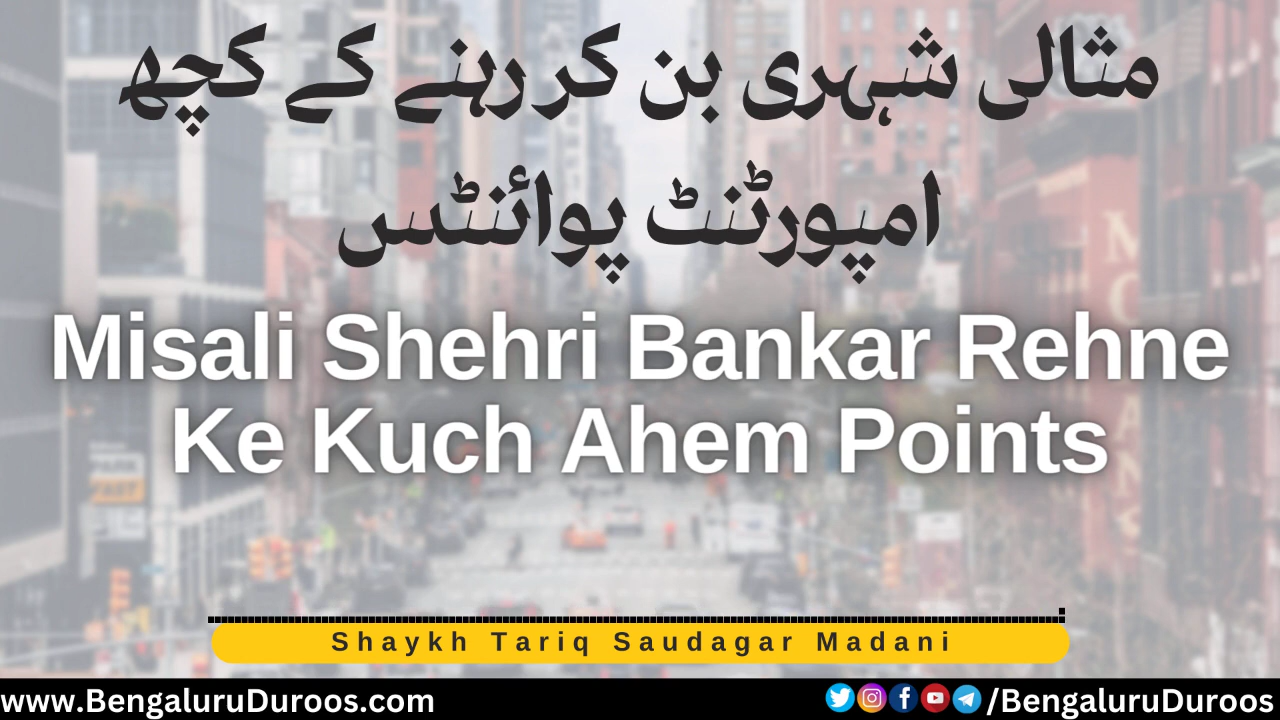 مثالی شہری بن کر رہنے کے کچھ
امپورٹنٹ پوائنٹس
Misali Shehri Bankar Rehne
Ke Kuch Ahem Points
Shaykh Tariq Saudagar Madani
www.BengaluruDuroos.com
/BengaluruDuroos